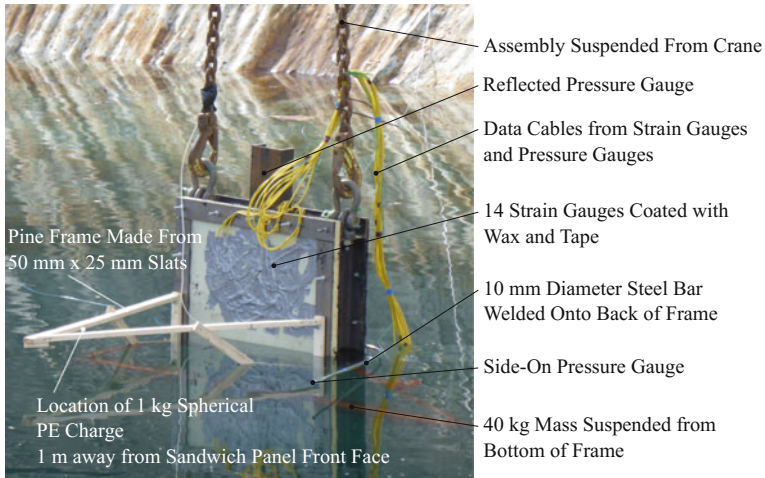 Assembly Suspended From Crane
Reflected Pressure Gauge
Data Cables from Strain Gauges
and Pressure Gauges
14 Strain Gauges Coated with
Wax and Tape
Pine Frame Made From
50 mm x 25 mm Slats
10 mm Diameter Steel Bar
Welded Onto Back of Frame
Side-On Pressure Gauge
Location of 1 kg Spherical
PE Charge
1 m away from Sandwich Panel Front Face
40 kg Mass Suspended from
Bottom of Frame